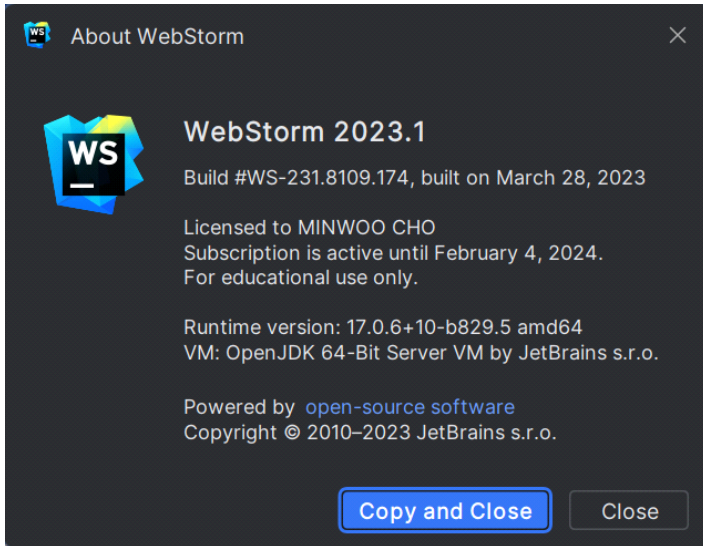 WS
About WebStorm
WS
WebStorm 2023.1
Build #WS-231.8109.174, built on March 28, 2023
Licensed to MINWOO CHO
Subscription is active until February 4, 2024.
For educational use only.
Runtime version: 17.0.6+10-b829.5 amd64
VM: OpenJDK 64-Bit Server VM by JetBrains s.r.o.
Powered by open-source software
Copyright © 2010–2023 JetBrains s.r.o.
Copy and Close
Close